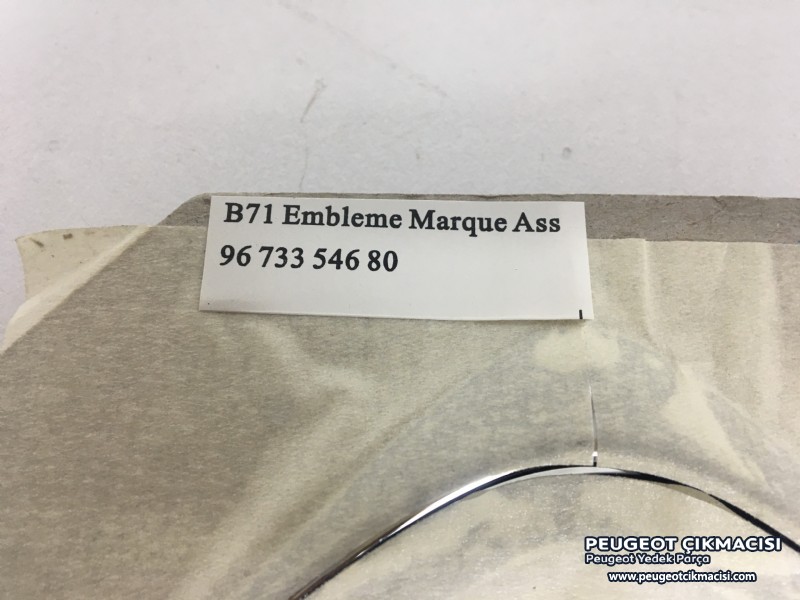 B71 Embleme Marque Ass
96 733 546 80
PEUGEOT ÇIKMACISI
Peugeot Yedek Parça
www.peugeotcikmacisi.com